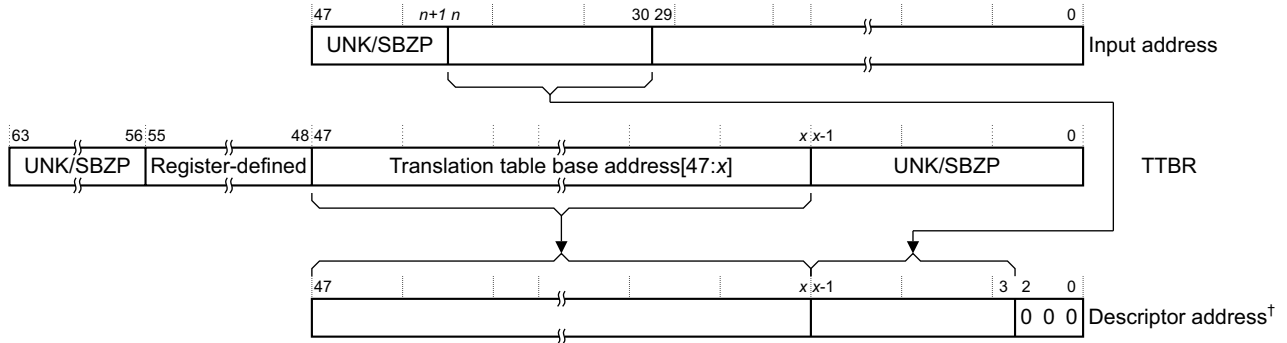 47 n+1 n 30 29 0
UNK/SBZP Input address
63 56 55 48 47 x x-1 0
UNK/SBZP Register-defined Translation table base address[47:x] UNK/SBZP TTBR
47 x x-1 3 2 0
0 0 0 Descriptor address†